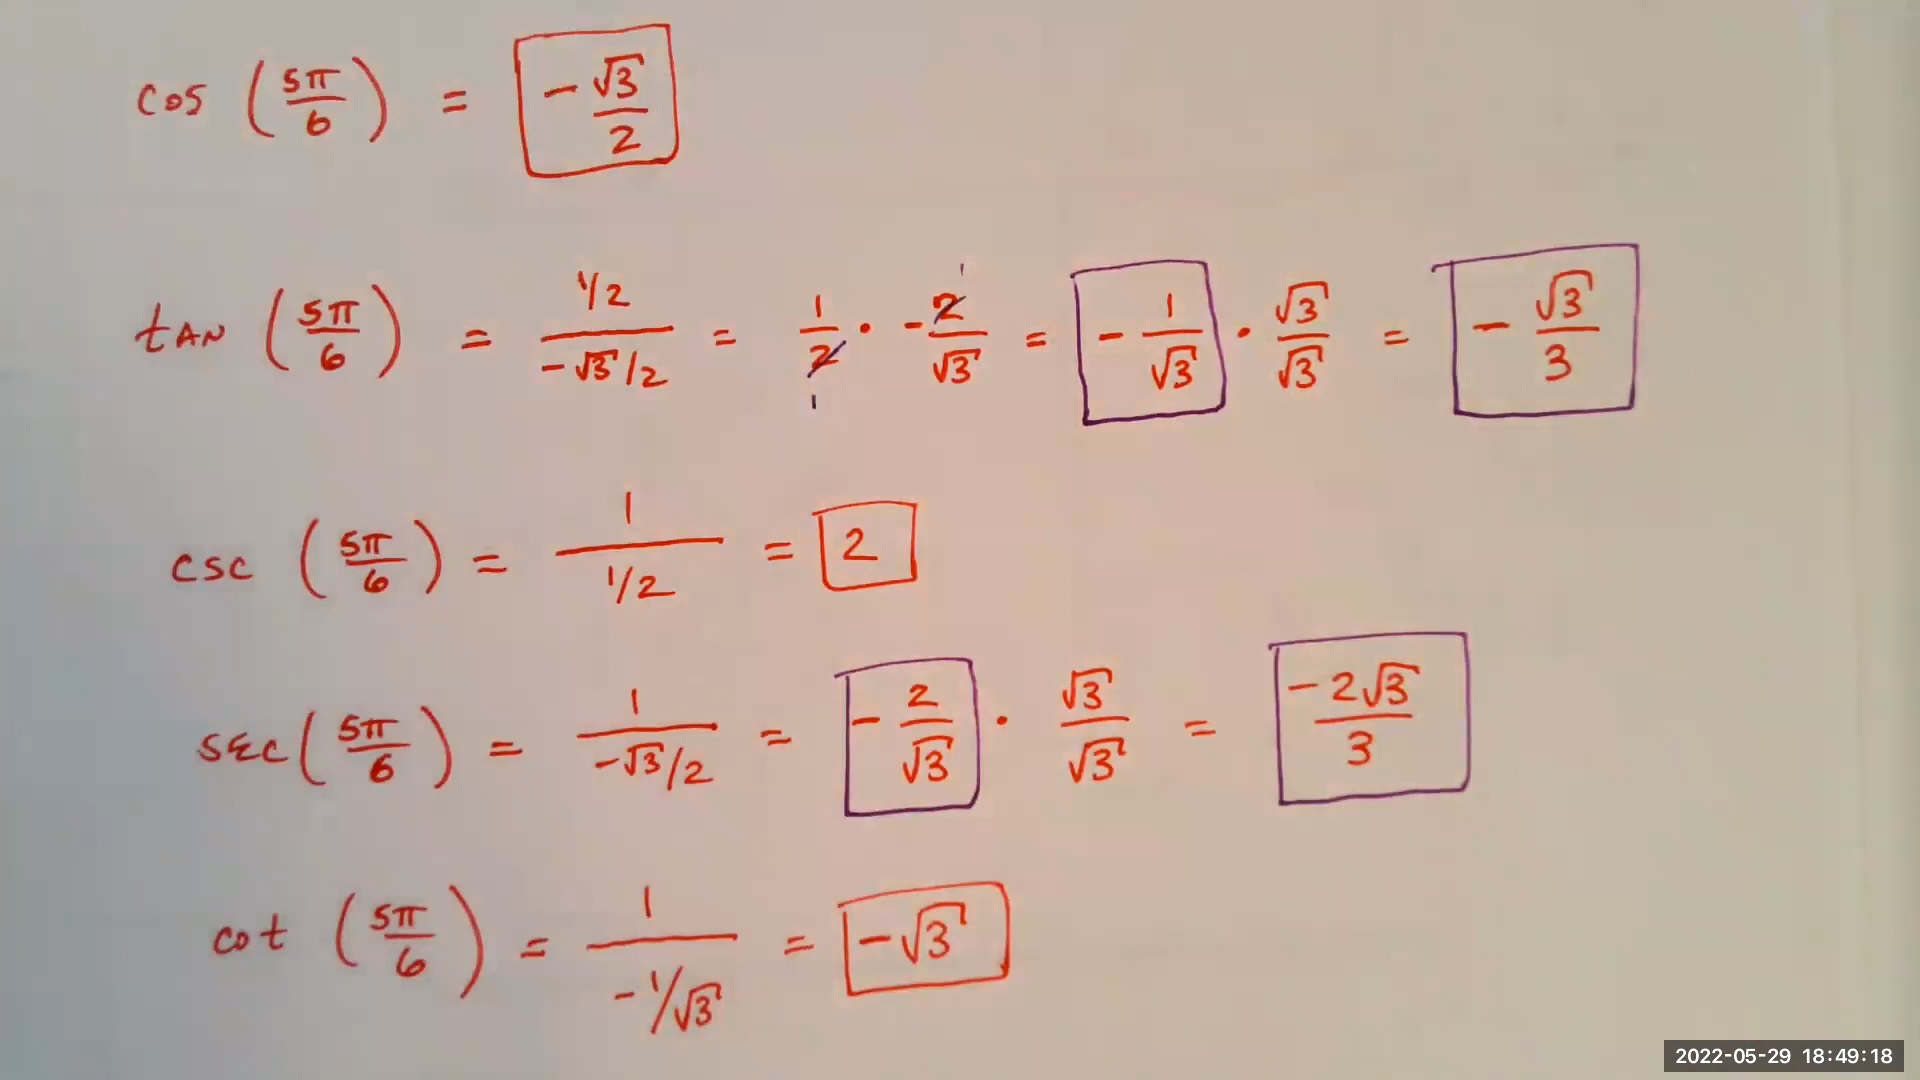 cos (5π/6) = -√3/2
tan (5π/6) = (1/2)/(-√3/2) = 1/2 · -2/√3 = -1/√3 · √3/√3 = -√3/3
csc (5π/6) = 1/(1/2) = 2
sec (5π/6) = 1/(-√3/2) = -2/√3 · √3/√3 = -2√3/3
cot (5π/6) = 1/(-1/√3) = -√3
2022-05-29 18:49:18